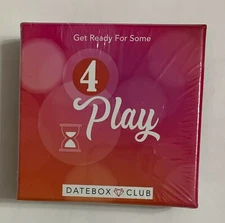 Get Ready For Some
4
Play
DATEBOX CLUB